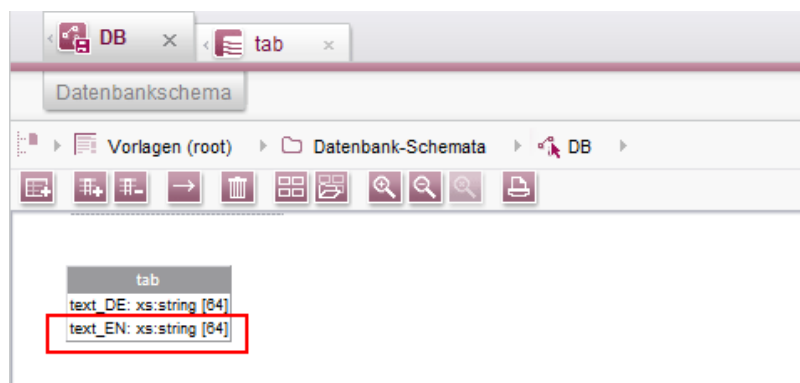 DB × tab ×
Datenbankschema
Vorlagen (root) Datenbank-Schemata DB
tab
text_DE: xs:string [64]
text_EN: xs:string [64]